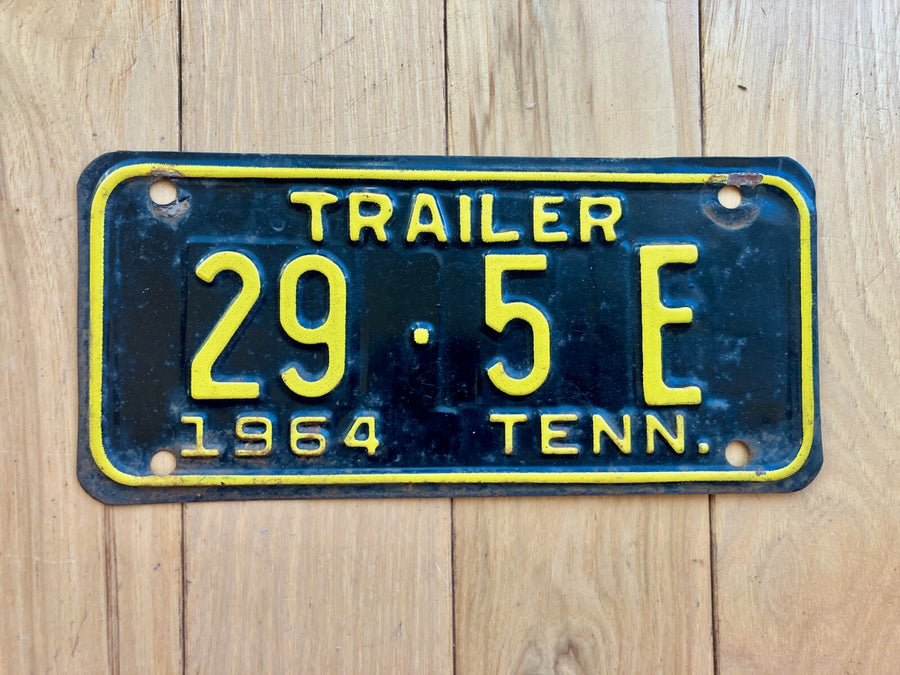 TRAILER
29·5 E
1964 TENN.